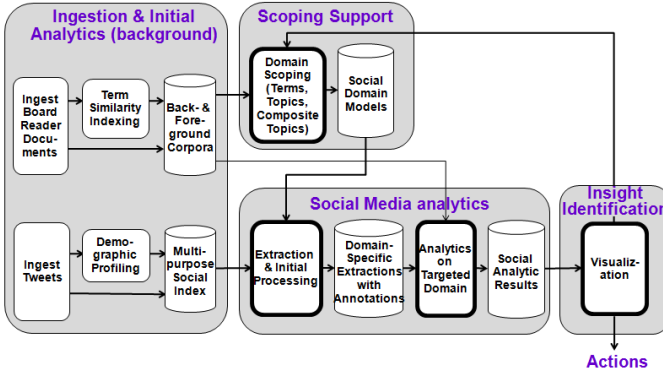 Ingestion & Initial
Analytics (background)
Scoping Support
Ingest
Board
Reader
Docu-
ments
Term
Similarity
Indexing
Back- &
Fore-
ground
Corpora
Domain
Scoping
(Terms,
Topics,
Composite
Topics)
Social
Domain
Models
Social Media analytics
Insight
Identification
Ingest
Tweets
Demo-
graphic
Profiling
Multi-
purpose
Social
Index
Extraction
& Initial
Processing
Domain-
Specific
Extractions
with
Annotations
Analytics
on
Targeted
Domain
Social
Analytic
Results
Visualiz-
ation
Actions